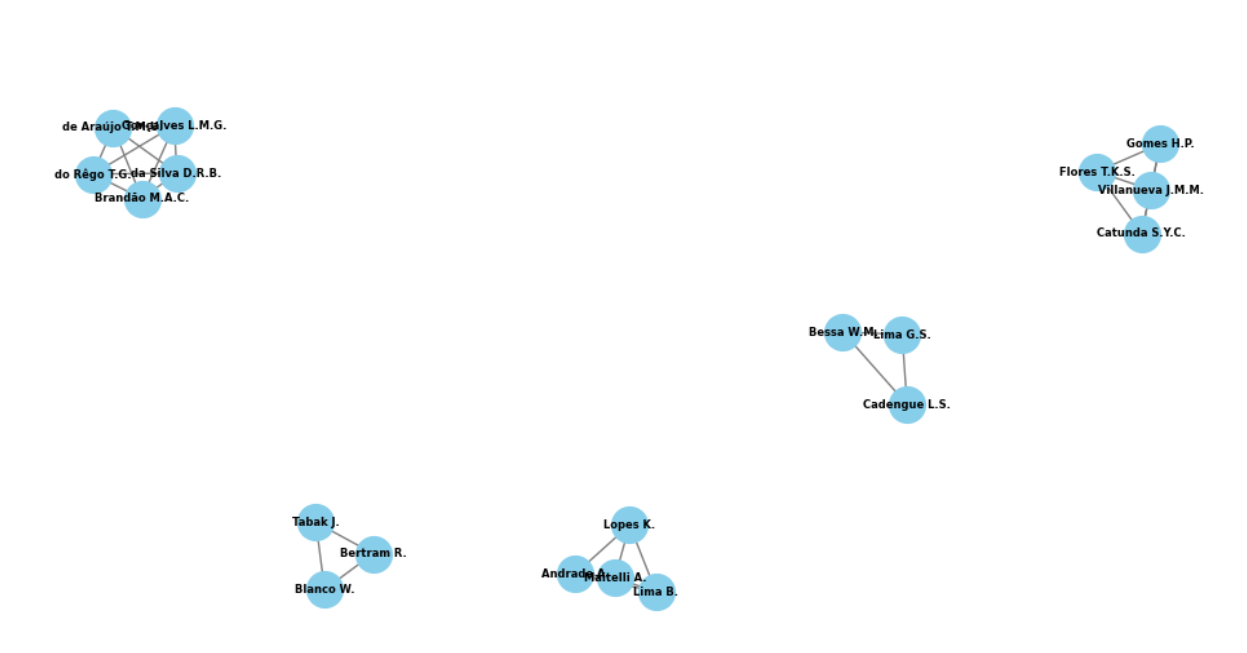 de Araújo
Gonçalves L.M.G.
do Rêgo T.G.
da Silva D.R.B.
Brandão M.A.C.
Gomes H.P.
Flores T.K.S.
Villanueva J.M.M.
Catunda S.Y.C.
Bessa W.M.
Lima G.S.
Cadengue L.S.
Tabak J.
Bertram R.
Blanco W.
Lopes K.
Andrade A.
Maitelli A.
Lima B.